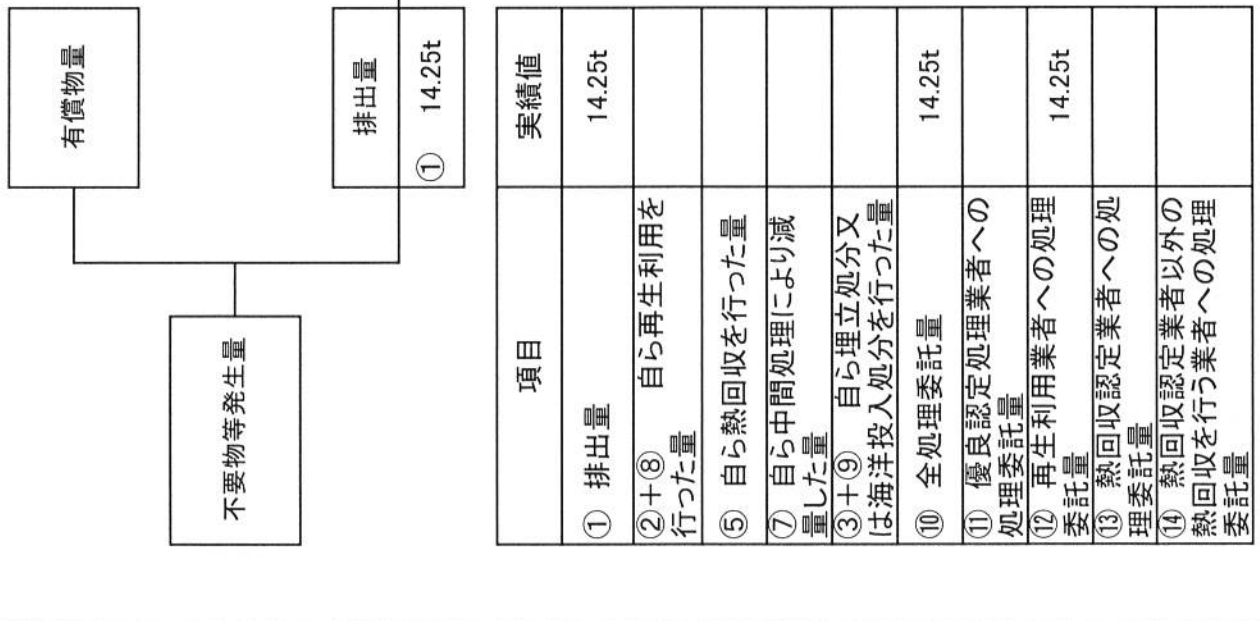 不要物等発生量
有償物量
排出量
① 14.25t
項目
実績値
① 排出量
14.25t
②+⑧ 自ら再生利用を
行った量
⑤ 自ら熱回収を行った量
⑦ 自ら中間処理により減
量した量
③+⑨ 自ら埋立処分又
は海洋投入処分を行った量
⑩ 全処理委託量
14.25t
⑪ 優良認定処理業者への
処理委託量
⑫ 再生利用業者への処理
委託量
14.25t
⑬ 熱回収認定業者への処
理委託量
⑭ 熱回収認定業者以外の
熱回収を行う業者への処理
委託量